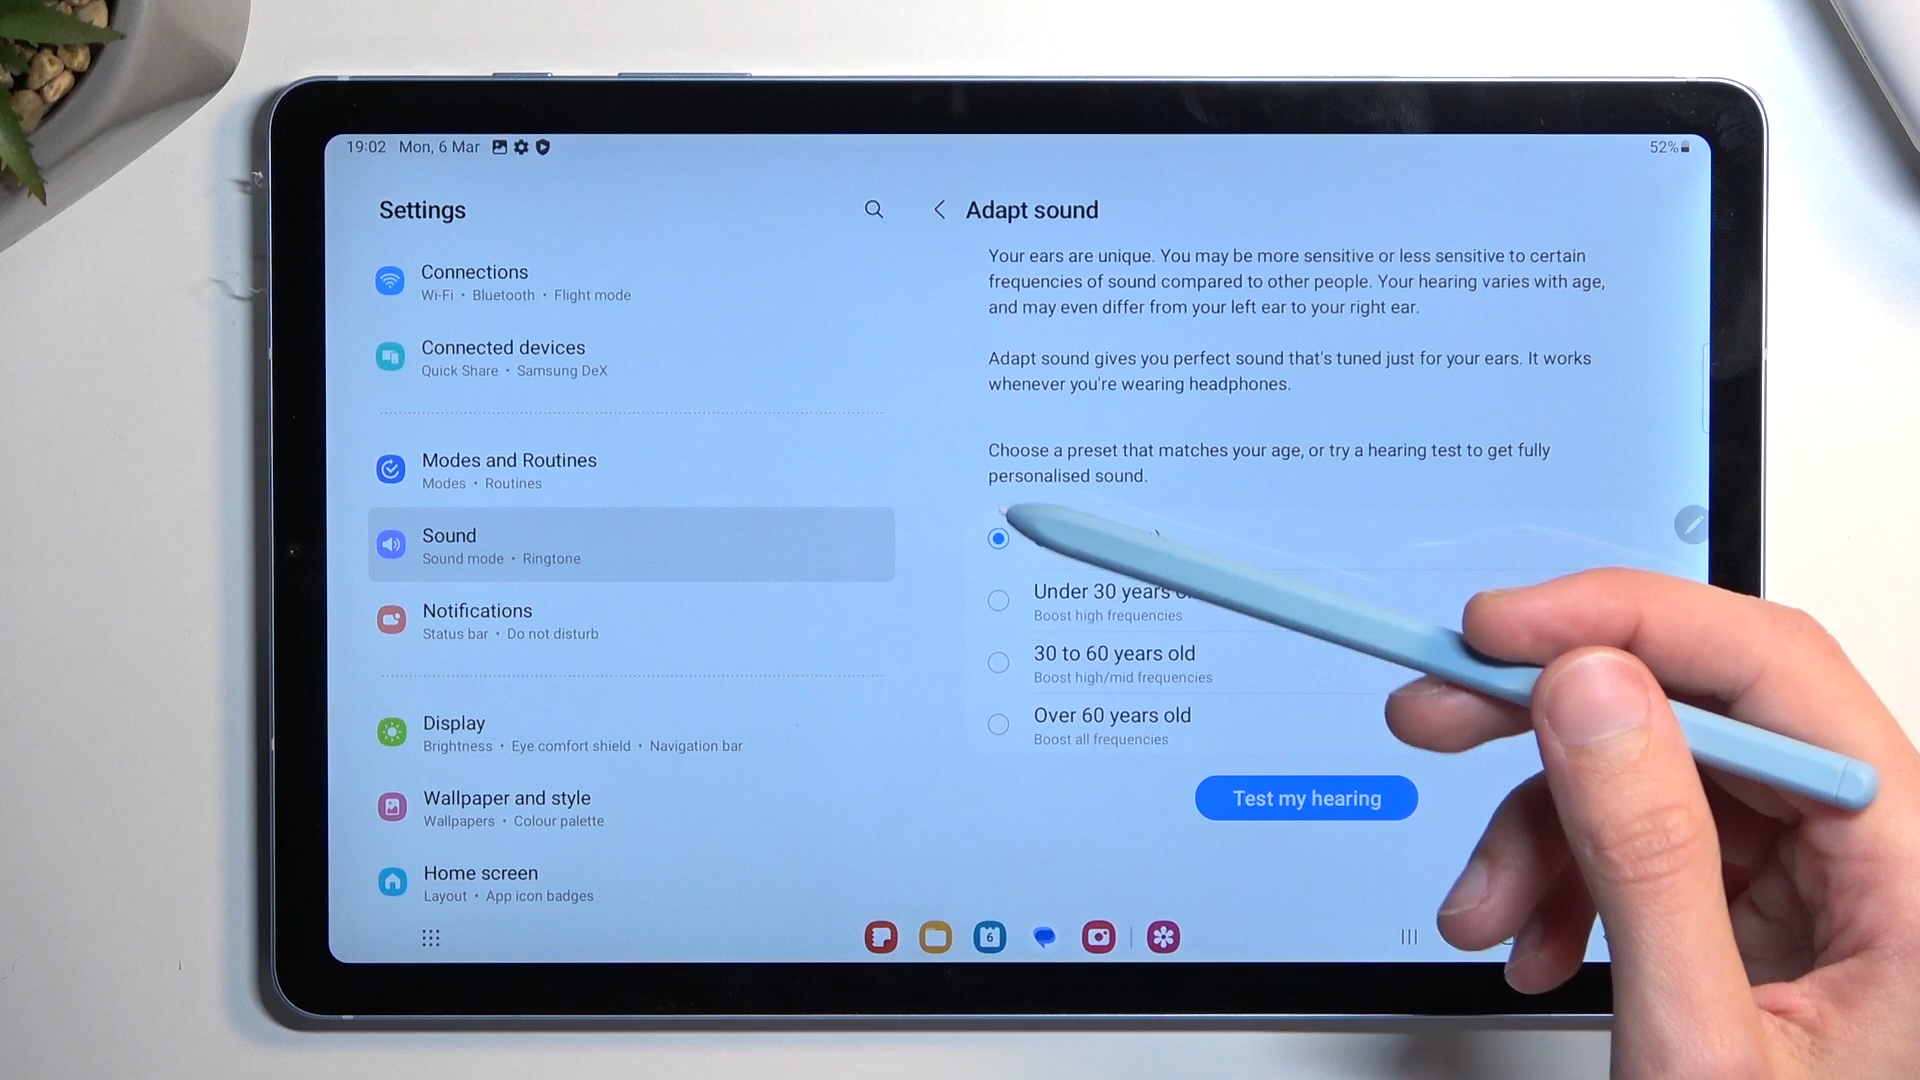 19:02 Mon, 6 Mar
52%
Settings
Connections
Wi-Fi • Bluetooth • Flight mode
Connected devices
Quick Share • Samsung DeX
Modes and Routines
Modes • Routines
Sound
Sound mode • Ringtone
Notifications
Status bar • Do not disturb
Display
Brightness • Eye comfort shield • Navigation bar
Wallpaper and style
Wallpapers • Colour palette
Home screen
Layout • App icon badges
Adapt sound
Your ears are unique. You may be more sensitive or less sensitive to certain
frequencies of sound compared to other people. Your hearing varies with age,
and may even differ from your left ear to your right ear.
Adapt sound gives you perfect sound that's tuned just for your ears. It works
whenever you're wearing headphones.
Choose a preset that matches your age, or try a hearing test to get fully
personalised sound.
Under 30 years
Boost high frequencies
30 to 60 years old
Boost high/mid frequencies
Over 60 years old
Boost all frequencies
Test my hearing
6